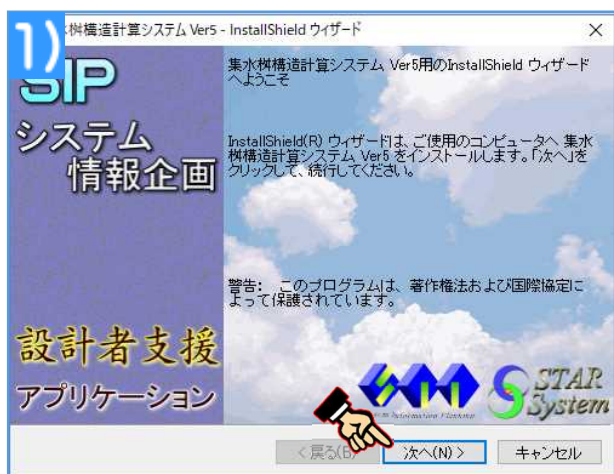 1)
水桝構造計算システム Ver5 - InstallShield ウィザード
SIP
システム
情報企画
集水桝構造計算システム Ver5用のInstallShield ウィザード
へようこそ
InstallShield(R) ウィザードは、ご使用のコンピュータへ 集水
桝構造計算システム Ver5 をインストールします。「次へ」を
クリックして、続行してください。
警告： このプログラムは、著作権法および国際協定に
よって保護されています。
設計者支援
アプリケーション
STAR
System
< 戻る(B)
次へ(N) >
キャンセル